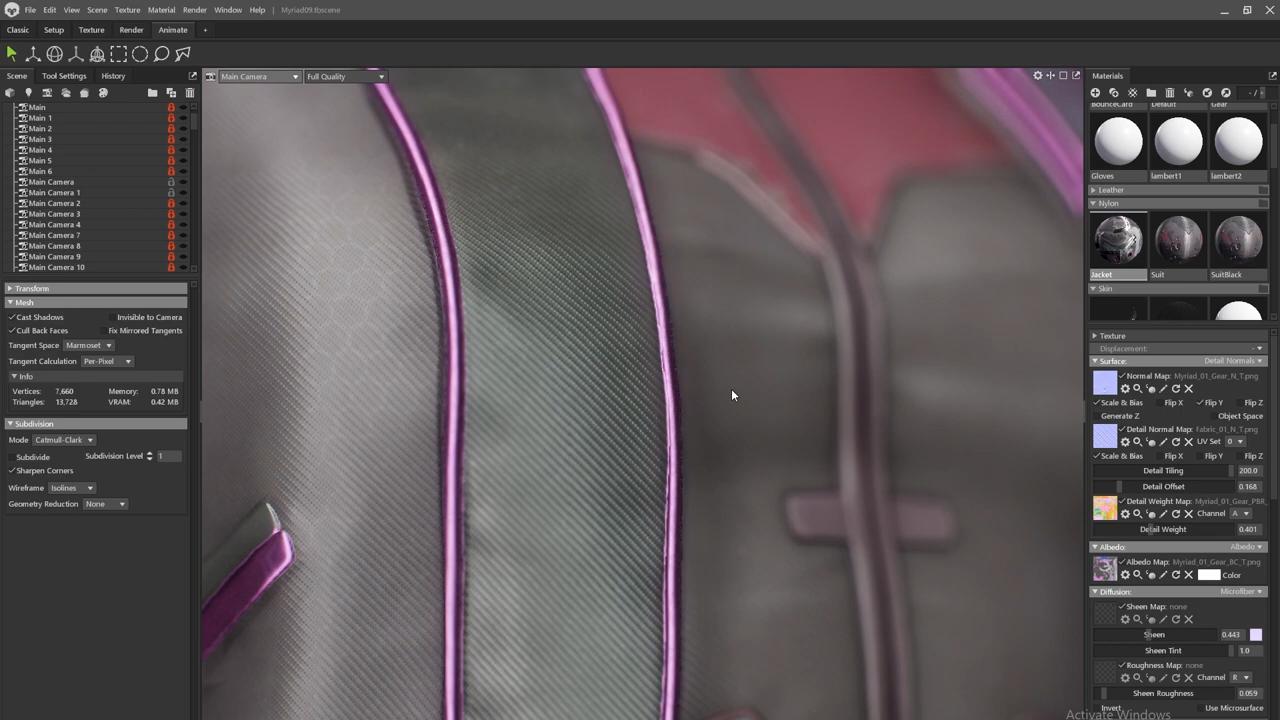 File Edit View Scene Texture Material Render Window Help Myriad09.tbscene
Classic Setup Texture Render Animate +
Scene Tool Settings History
Main Camera Full Quality
Materials
- /
Main
Main 1
Main 2
Main 3
Main 4
Main 5
Main 6
Main Camera
Main Camera 1
Main Camera 2
Main Camera 3
Main Camera 4
Main Camera 7
Main Camera 8
Main Camera 9
Main Camera 10
Transform
Mesh
Cast Shadows Invisible to Camera
Cull Back Faces Fix Mirrored Tangents
Tangent Space Marmoset
Tangent Calculation Per-Pixel
Info
Vertices: 7,660 Memory: 0.78 MB
Triangles: 13,728 VRAM: 0.42 MB
Subdivision
Mode Catmull-Clark
Subdivide Subdivision Level 1
Sharpen Corners
Wireframe Isolines
Geometry Reduction None
BounceCard Default Gear
Gloves lambert1 lambert2
Leather
Nylon
Jacket Suit SuitBlack
Skin
Texture
Displacement: -
Surface: Detail Normals
Normal Map: Myriad_01_Gear_N_T.png
Scale & Bias Flip X Flip Y Flip Z
Generate Z Object Space
Detail Normal Map: Fabric_01_N_T.png
UV Set 0
Scale & Bias Flip X Flip Y Flip Z
Detail Tiling 200.0
Detail Offset 0.168
Detail Weight Map: Myriad_01_Gear_PBR_
Channel A
Detail Weight 0.401
Albedo: Albedo
Albedo Map: Myriad_01_Gear_BC_T.png
Color
Diffusion: Microfiber
Sheen Map: none
Sheen 0.443
Sheen Tint 1.0
Roughness Map: none
Channel R
Sheen Roughness 0.059
Invert Use Microsurface
Activate Windows